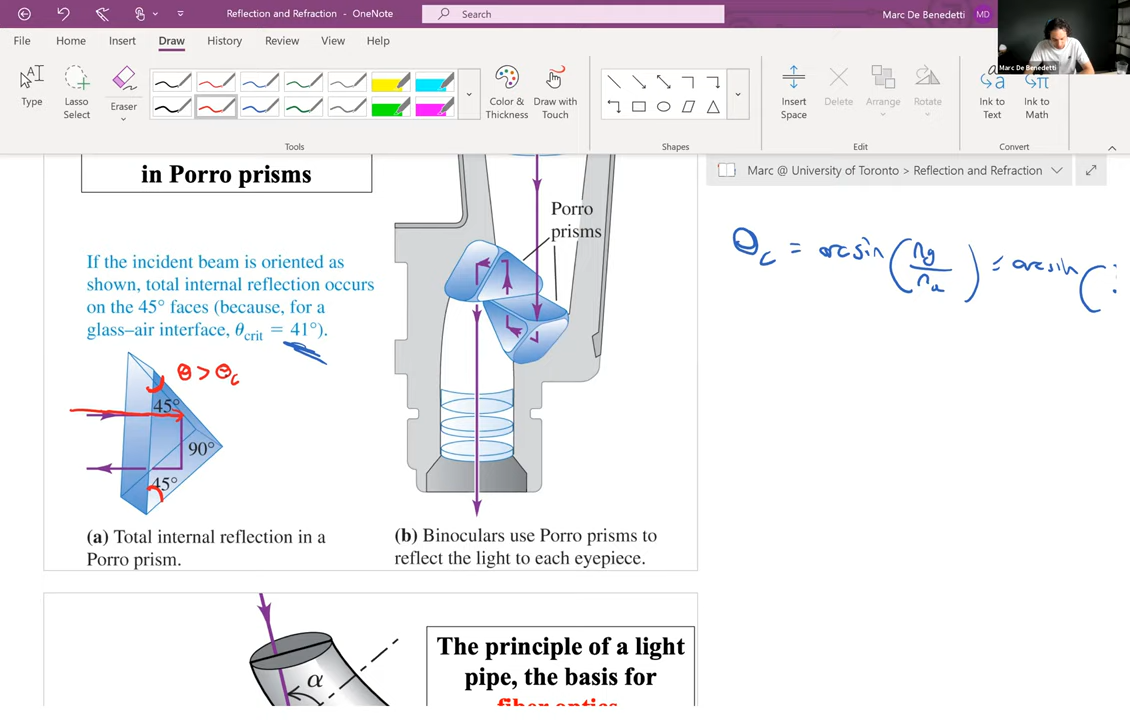 Reflection and Refraction - OneNote
Search
Marc De Benedetti
MD
File Home Insert Draw History Review View Help
Marc De Benedetti
Type
Lasso Select
Eraser
Color & Thickness
Draw with Touch
Insert Space
Delete
Arrange
Rotate
Ink to Text
Ink to Math
Tools
Shapes
Edit
Convert
in Porro prisms
Marc @ University of Toronto > Reflection and Refraction
Porro
prisms
If the incident beam is oriented as
shown, total internal reflection occurs
on the 45° faces (because, for a
glass–air interface, θcrit = 41°).
θ > θc
45°
90°
45°
(a) Total internal reflection in a
Porro prism.
(b) Binoculars use Porro prisms to
reflect the light to each eyepiece.
θc = arcsin(ng/na) = arcsin(
The principle of a light
pipe, the basis for
fiber optics
α